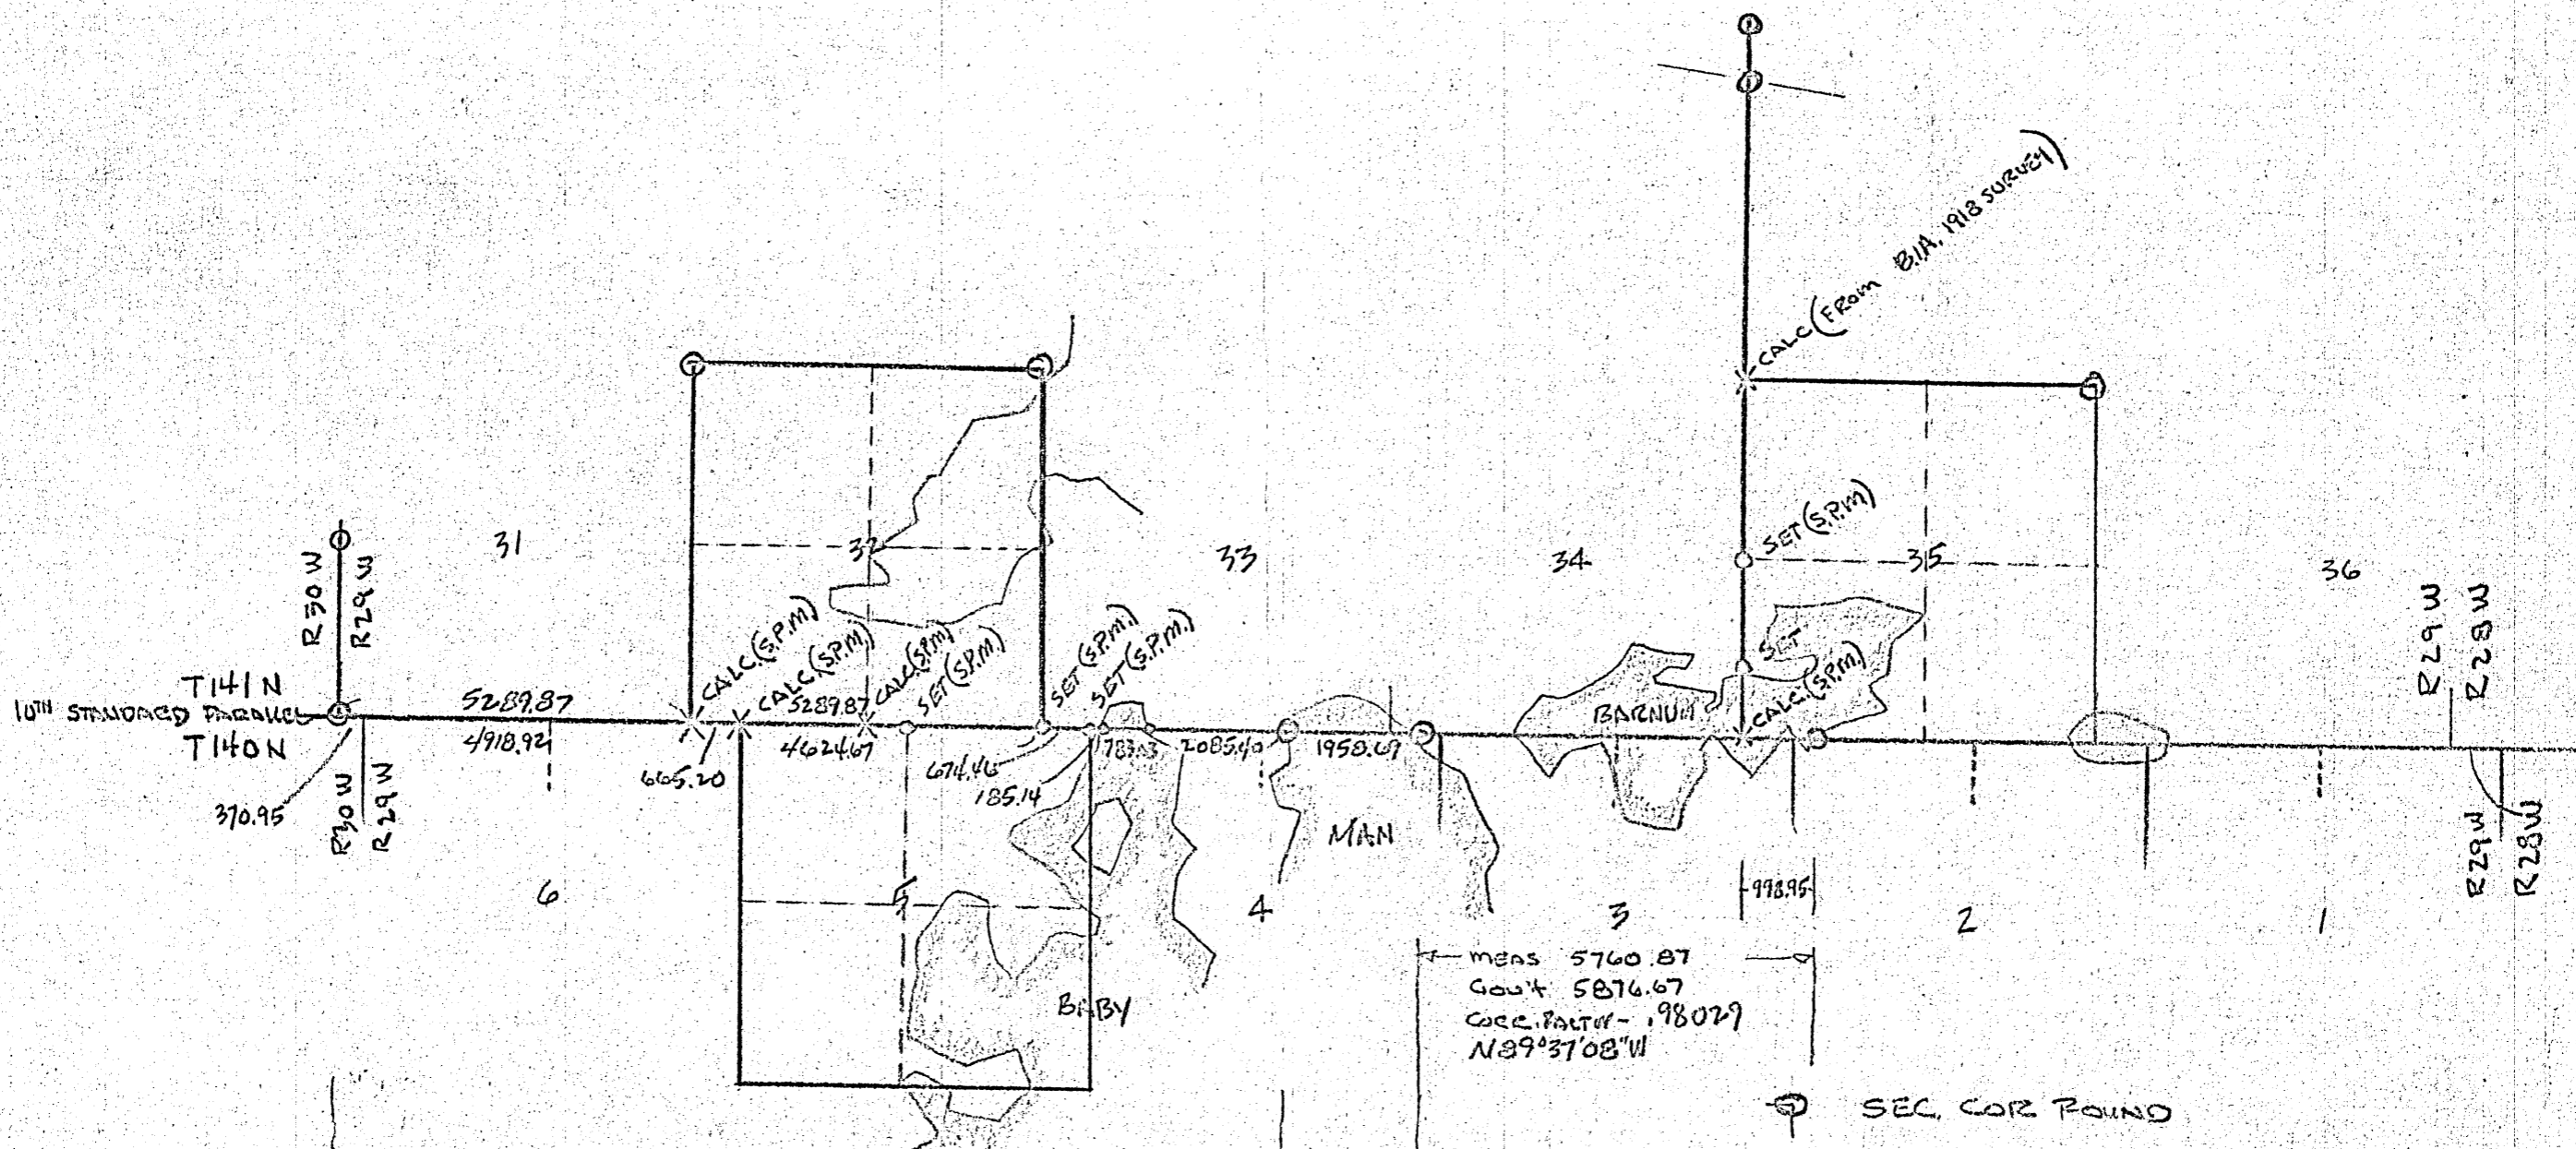 CALC (FROM B.I.A. 1918 SURVEY)
31
32
33
34
SET (S.P.M.)
35
36
R30W
R29W
R29W
R28W
CALC. (S.P.M.)
CALC. (S.P.M.)
CALC. (S.P.M.)
SET (S.P.M.)
SET (S.P.M.)
SET (S.P.M.)
SET
CALC. (S.P.M.)
T141N
10TH STANDARD PARALLEL
T140N
5289.87
5289.87
4918.92
665.20
4624.67
674.46
185.14
1783.13
2085.40
1958.69
BARNUM
370.95
R30W
R29W
MAN
R29W
R28W
6
5
4
3
998.95
2
1
BABY
MEAS 5760.87
GOV'T 5876.67
CORR. FACTOR - .98029
N89°37'08"W
SEC. COR FOUND